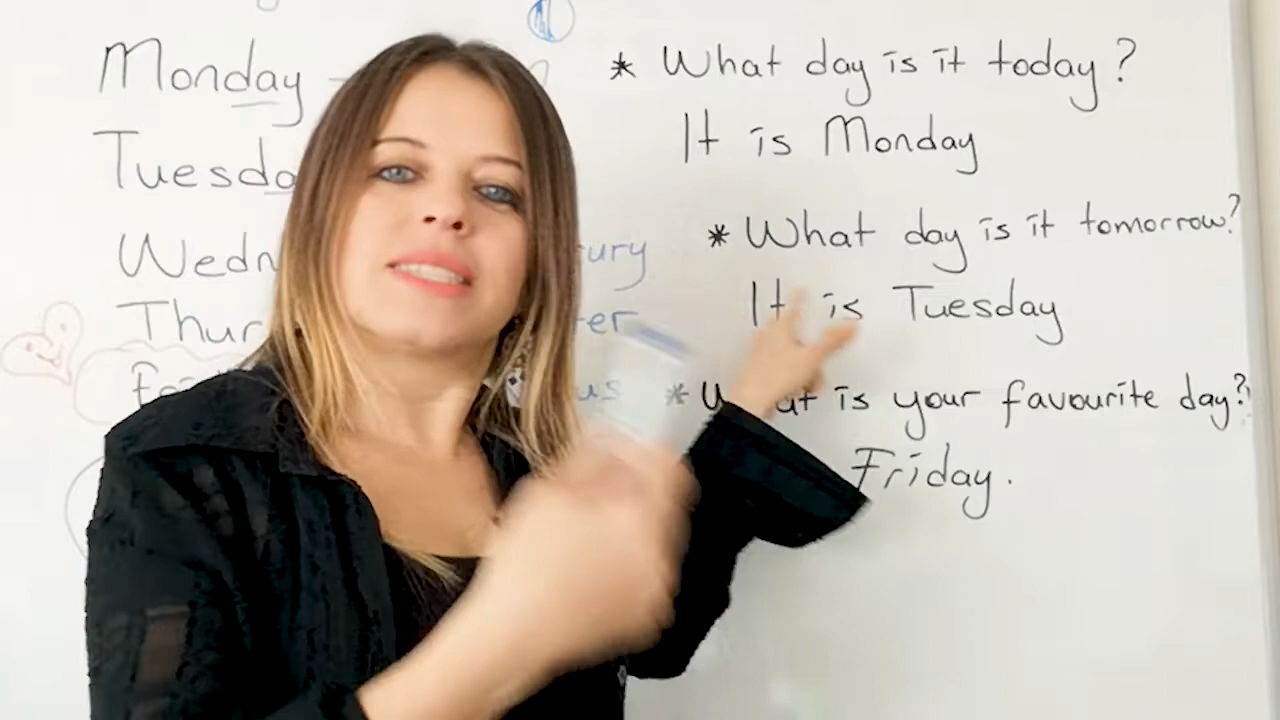 Monday
Tuesda
Wedn
Thur
* What day is it today?
It is Monday
* What day is it tomorrow?
It is Tuesday
* What is your favourite day?
Friday.